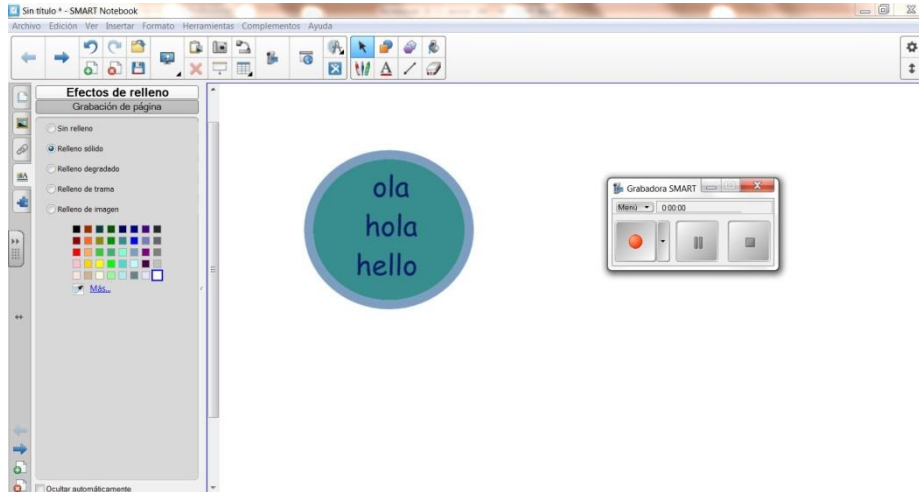 Sin título * - SMART Notebook
Archivo Edición Ver Insertar Formato Herramientas Complementos Ayuda
Efectos de relleno
Grabación de página
Sin relleno
Relleno sólido
Relleno degradado
Relleno de trama
Relleno de imagen
Más...
Ocultar automáticamente
ola
hola
hello
Grabadora SMART
Menú 0:00:00